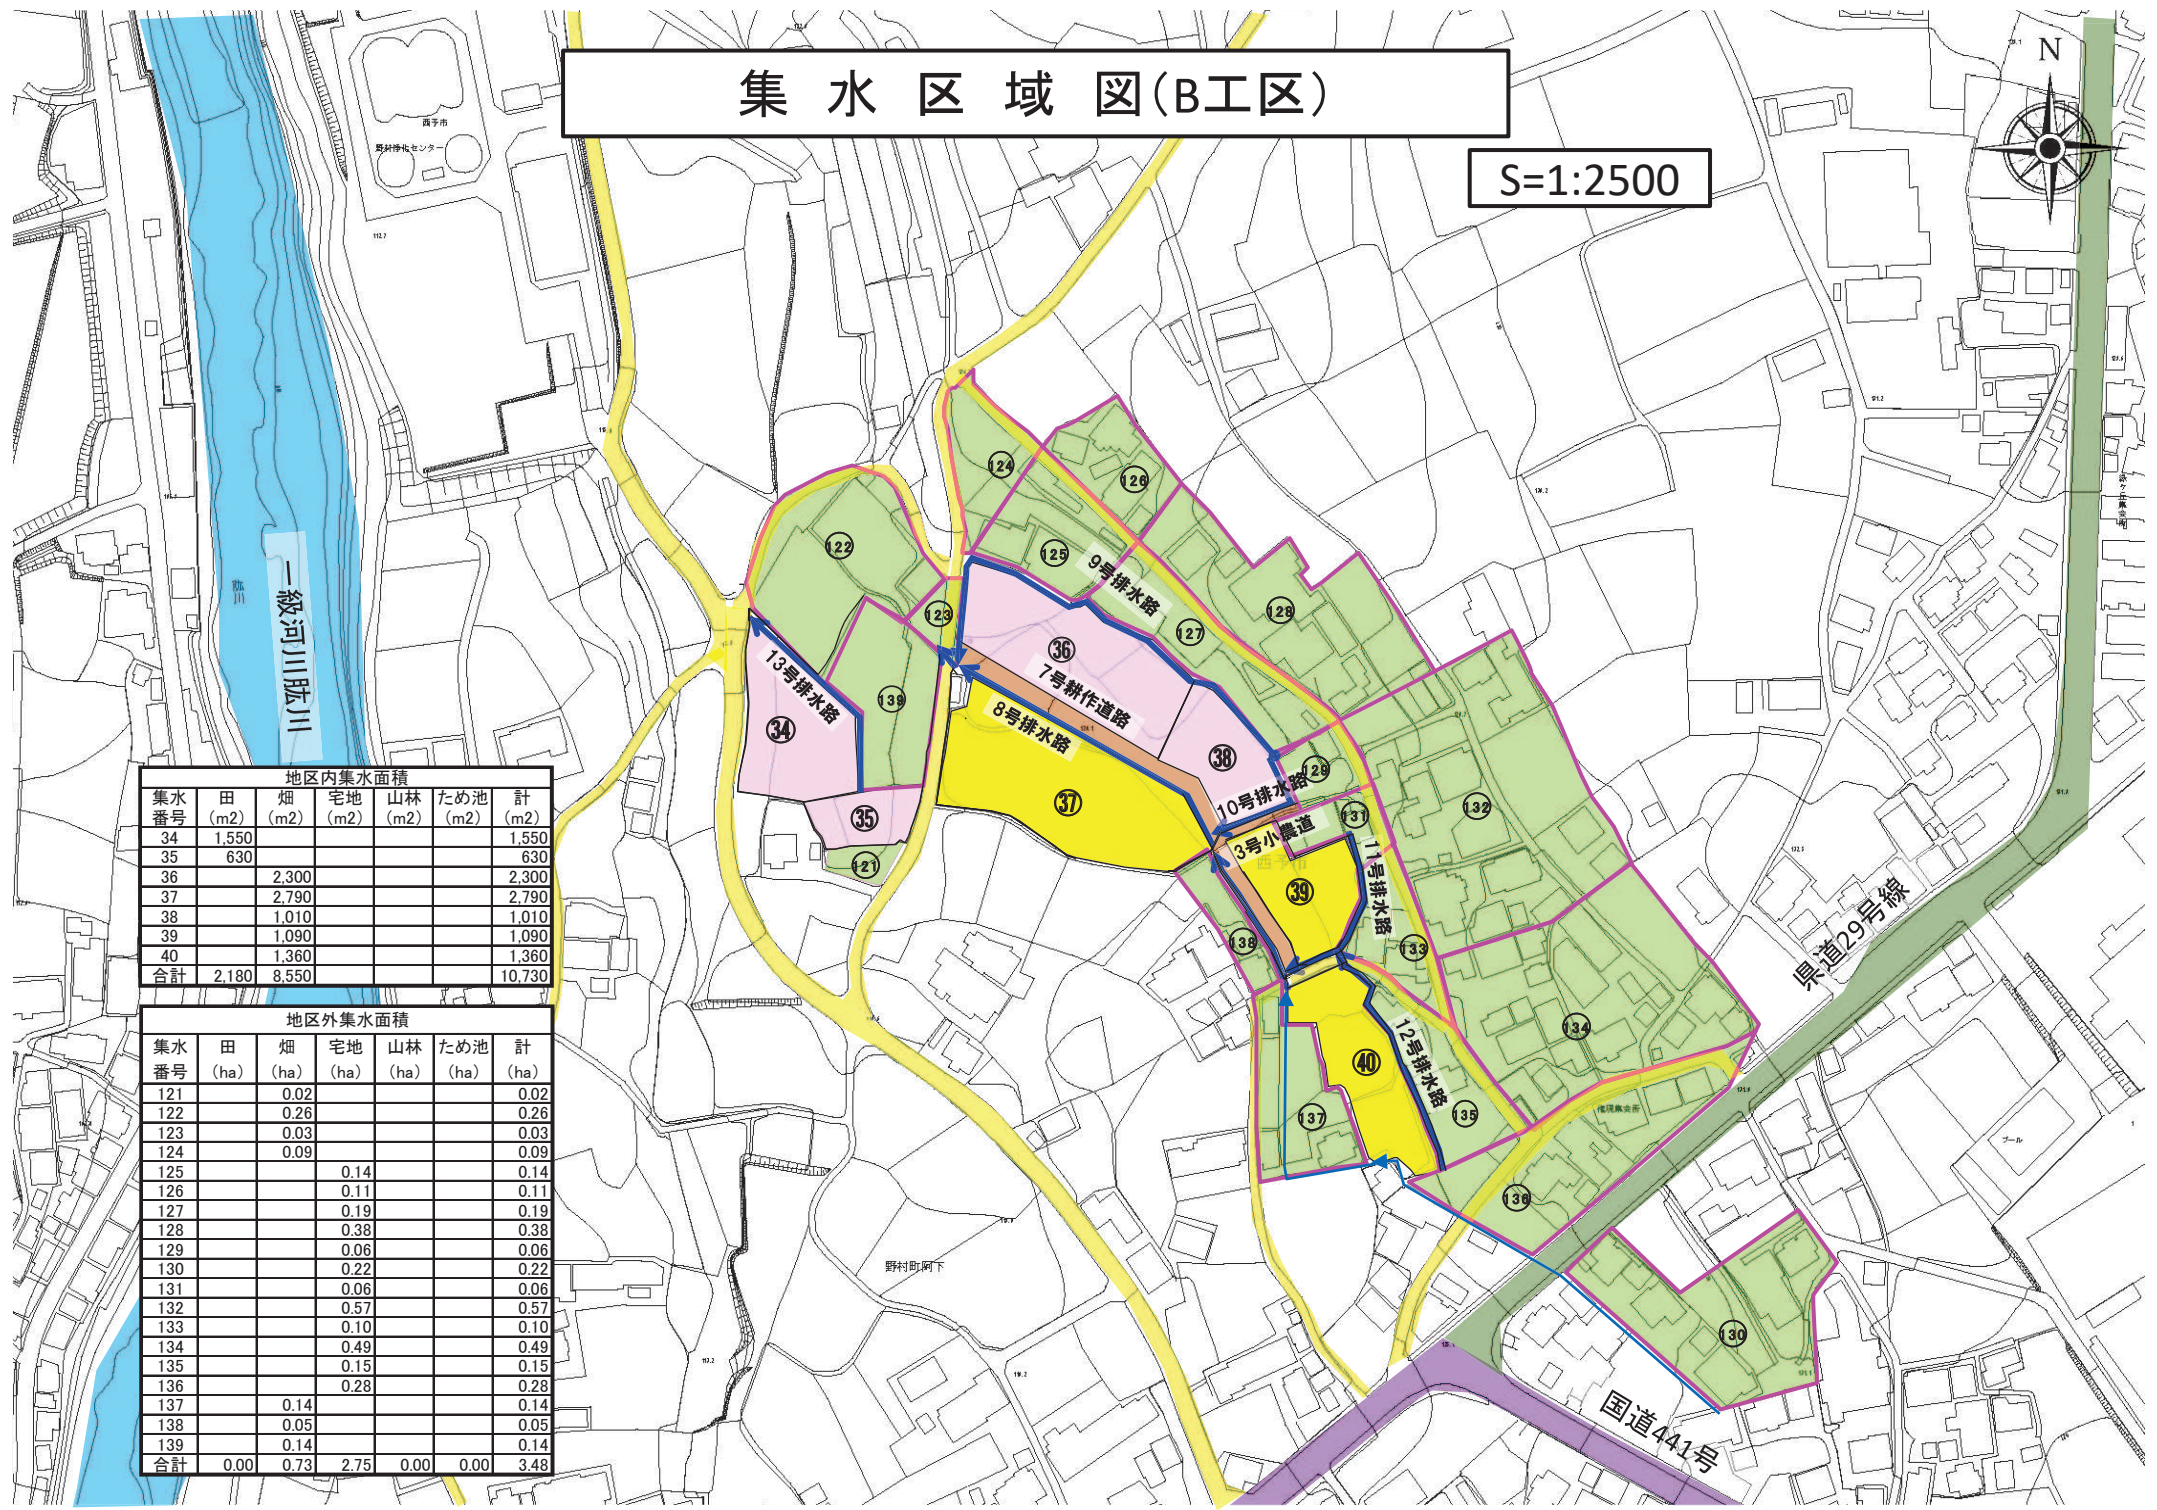 集水区域図(B工区)
S=1:2500
N
西予市
野村浄化センター
一級河川肱川
肱川
県道29号線
国道441号
野村町阿下
西予市
プール
13号排水路
9号排水路
7号耕作道路
8号排水路
10号排水路
3号小農道
11号排水路
12号排水路
㉞
㉟
㊱
㊲
㊳
㊴
㊵
121
122
123
124
125
126
127
128
129
130
131
132
133
134
135
136
137
138
139
地区内集水面積
集水番号 田(m2) 畑(m2) 宅地(m2) 山林(m2) ため池(m2) 計(m2)
34 1,550 1,550
35 630 630
36 2,300 2,300
37 2,790 2,790
38 1,010 1,010
39 1,090 1,090
40 1,360 1,360
合計 2,180 8,550 10,730
地区外集水面積
集水番号 田(ha) 畑(ha) 宅地(ha) 山林(ha) ため池(ha) 計(ha)
121 0.02 0.02
122 0.26 0.26
123 0.03 0.03
124 0.09 0.09
125 0.14 0.14
126 0.11 0.11
127 0.19 0.19
128 0.38 0.38
129 0.06 0.06
130 0.22 0.22
131 0.06 0.06
132 0.57 0.57
133 0.10 0.10
134 0.49 0.49
135 0.15 0.15
136 0.28 0.28
137 0.14 0.14
138 0.05 0.05
139 0.14 0.14
合計 0.00 0.73 2.75 0.00 0.00 3.48